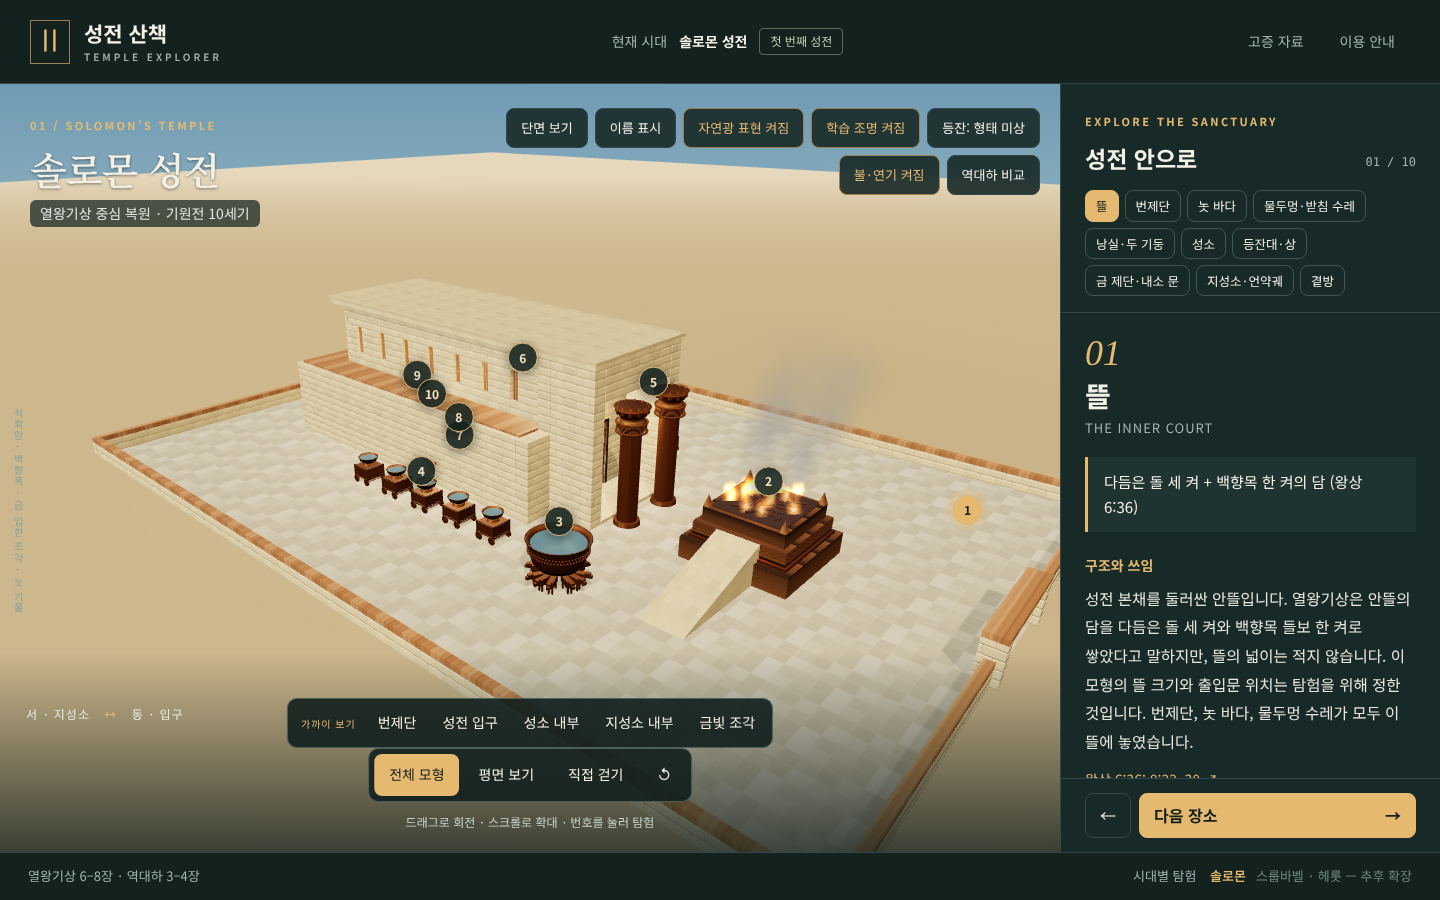 성전 산책
TEMPLE EXPLORER
현재 시대 솔로몬 성전 첫 번째 성전
고증 자료 이용 안내
01 / SOLOMON'S TEMPLE
솔로몬 성전
열왕기상 중심 복원 · 기원전 10세기
단면 보기 이름 표시 자연광 표현 켜짐 학습 조명 켜짐 등잔: 형태 미상
불·연기 켜짐 역대하 비교
6
9
5
10
8
7
4
2
3
1
석회암 · 백향목 · 금 입힌 조각 · 놋 기물
서 · 지성소 ↔ 동 · 입구
가까이 보기 번제단 성전 입구 성소 내부 지성소 내부 금빛 조각
전체 모형 평면 보기 직접 걷기
드래그로 회전 · 스크롤로 확대 · 번호를 눌러 탐험
EXPLORE THE SANCTUARY
성전 안으로 01 / 10
뜰 번제단 놋 바다 물두멍·받침 수레
낭실·두 기둥 성소 등잔대·상
금 제단·내소 문 지성소·언약궤 곁방
01
뜰
THE INNER COURT
다듬은 돌 세 켜 + 백향목 한 켜의 담 (왕상
6:36)
구조와 쓰임
성전 본채를 둘러싼 안뜰입니다. 열왕기상은 안뜰의
담을 다듬은 돌 세 켜와 백향목 들보 한 켜로
쌓았다고 말하지만, 뜰의 넓이는 적지 않습니다. 이
모형의 뜰 크기와 출입문 위치는 탐험을 위해 정한
것입니다. 번제단, 놋 바다, 물두멍 수레가 모두 이
뜰에 놓였습니다.
← 다음 장소 →
열왕기상 6–8장 · 역대하 3–4장
시대별 탐험 솔로몬 스룹바벨 · 헤롯 — 추후 확장